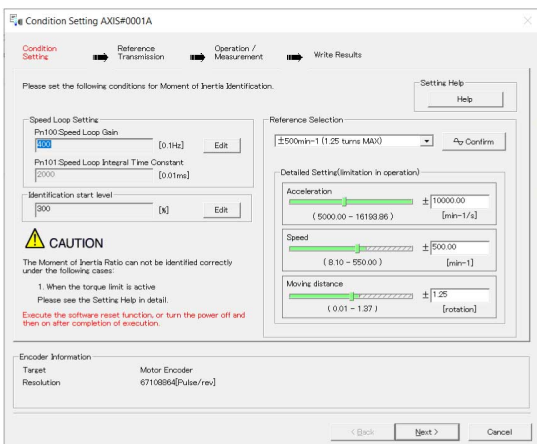 Condition Setting AXIS#0001A
Condition Setting
Reference Transmission
Operation / Measurement
Write Results
Please set the following conditions for Moment of Inertia Identification.
Setting Help
Help
Speed Loop Setting
Pn100:Speed Loop Gain
400 [0.1Hz] Edit
Pn101:Speed Loop Integral Time Constant
2000 [0.01ms]
Identification start level
300 [%] Edit
CAUTION
The Moment of Inertia Ratio can not be identified correctly
under the following cases:
1. When the torque limit is active
Please see the Setting Help in detail.
Execute the software reset function, or turn the power off and
then on after completion of execution.
Reference Selection
±500min-1 (1.25 turns MAX) Confirm
Detailed Setting(limitation in operation)
Acceleration
± 10000.00
(5000.00 - 16193.86) [min-1/s]
Speed
± 500.00
(8.10 - 550.00) [min-1]
Moving distance
± 1.25
(0.01 - 1.37) [rotation]
Encoder Information
Target Motor Encoder
Resolution 67108864[Pulse/rev]
< Back Next > Cancel